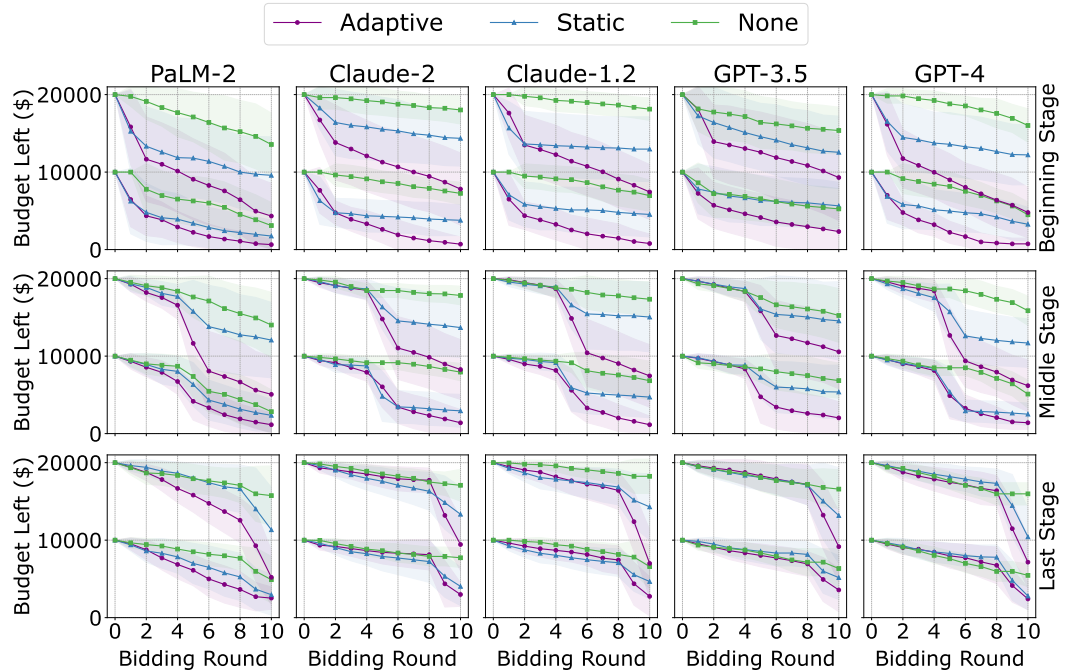 Adaptive Static None
PaLM-2 Claude-2 Claude-1.2 GPT-3.5 GPT-4
Budget Left ($)
20000
10000
0
Beginning Stage
Budget Left ($)
20000
10000
0
Middle Stage
Budget Left ($)
20000
10000
0
Last Stage
0 2 4 6 8 10 0 2 4 6 8 10 0 2 4 6 8 10 0 2 4 6 8 10 0 2 4 6 8 10
Bidding Round Bidding Round Bidding Round Bidding Round Bidding Round